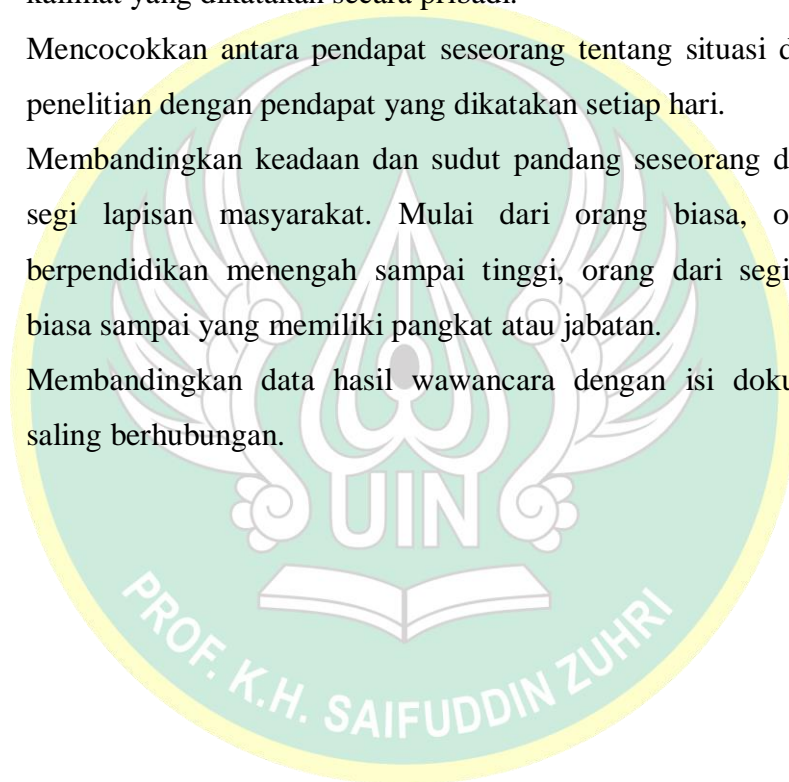 kalimat yang dikatakan secara pribadi.
Mencocokkan antara pendapat seseorang tentang situasi d
penelitian dengan pendapat yang dikatakan setiap hari.
Membandingkan keadaan dan sudut pandang seseorang d
segi lapisan masyarakat. Mulai dari orang biasa, o
berpendidikan menengah sampai tinggi, orang dari segi
biasa sampai yang memiliki pangkat atau jabatan.
Membandingkan data hasil wawancara dengan isi doku
saling berhubungan.
UIN
PROF. K.H. SAIFUDDIN ZUHRI